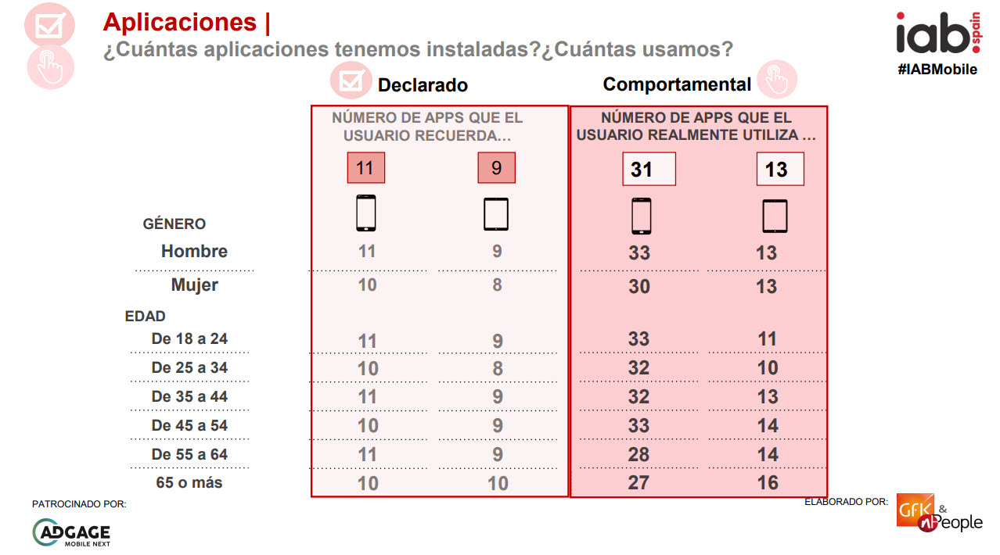 Aplicaciones |
¿Cuántas aplicaciones tenemos instaladas?¿Cuántas usamos?
iab.spain
#IABMobile
Declarado
Comportamental
NÚMERO DE APPS QUE EL
USUARIO RECUERDA…
NÚMERO DE APPS QUE EL
USUARIO REALMENTE UTILIZA …
11 9 31 13
GÉNERO
Hombre 11 9 33 13
Mujer 10 8 30 13
EDAD
De 18 a 24 11 9 33 11
De 25 a 34 10 8 32 10
De 35 a 44 11 9 32 13
De 45 a 54 10 9 33 14
De 55 a 64 11 9 28 14
65 o más 10 10 27 16
PATROCINADO POR:
ADGAGE
MOBILE NEXT
ELABORADO POR:
GFK &
nPeople